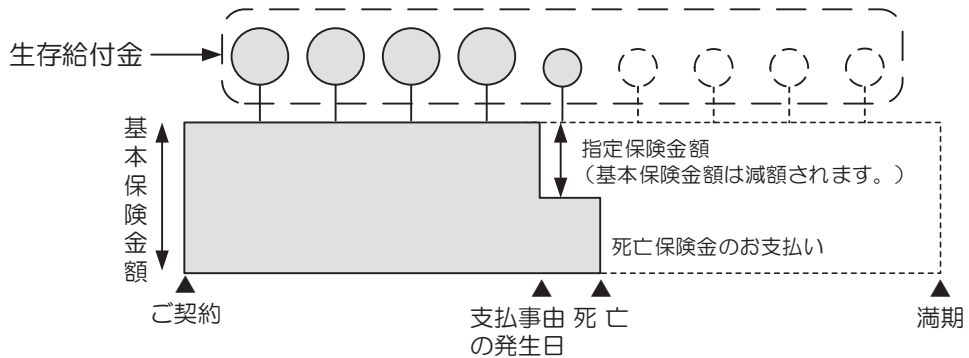 生存給付金
基本保険金額
指定保険金額
（基本保険金額は減額されます。）
死亡保険金のお支払い
ご契約
支払事由
の発生日
死 亡
満期